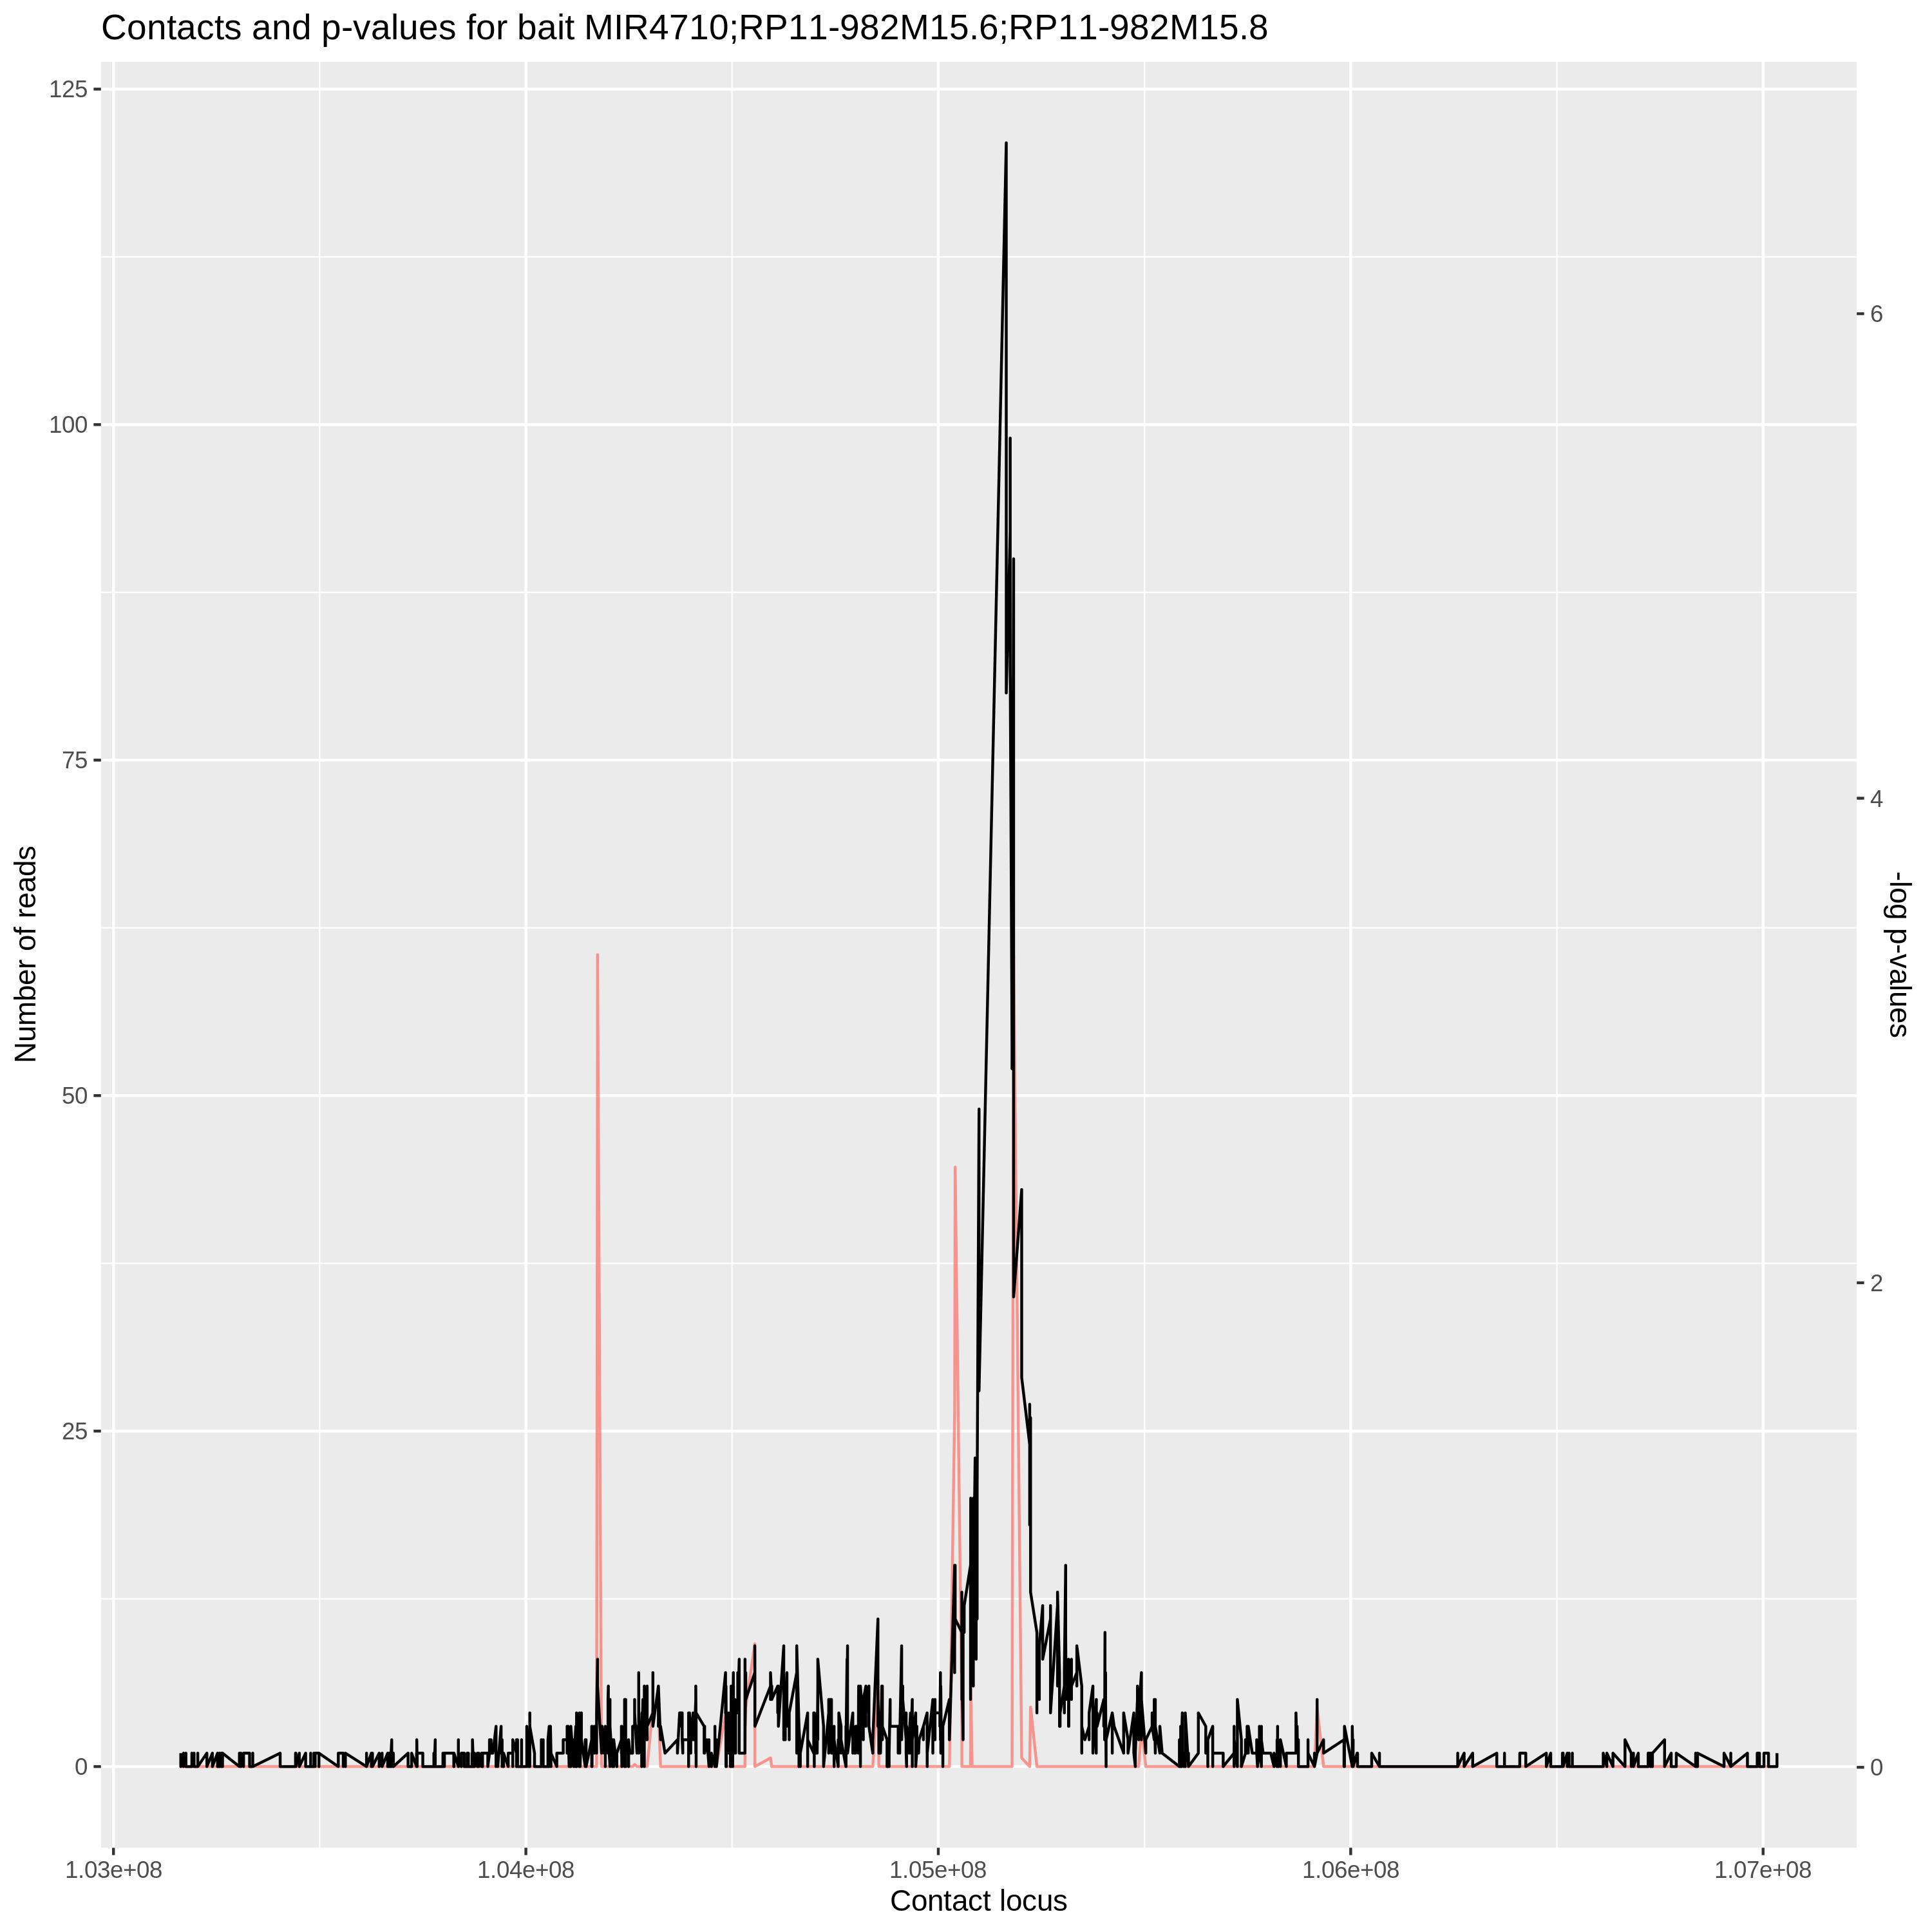 Contacts and p-values for bait MIR4710;RP11-982M15.6;RP11-982M15.8
125
100
75
50
25
0
Number of reads
6
4
2
0
-log p-values
1.03e+08
1.04e+08
1.05e+08
1.06e+08
1.07e+08
Contact locus